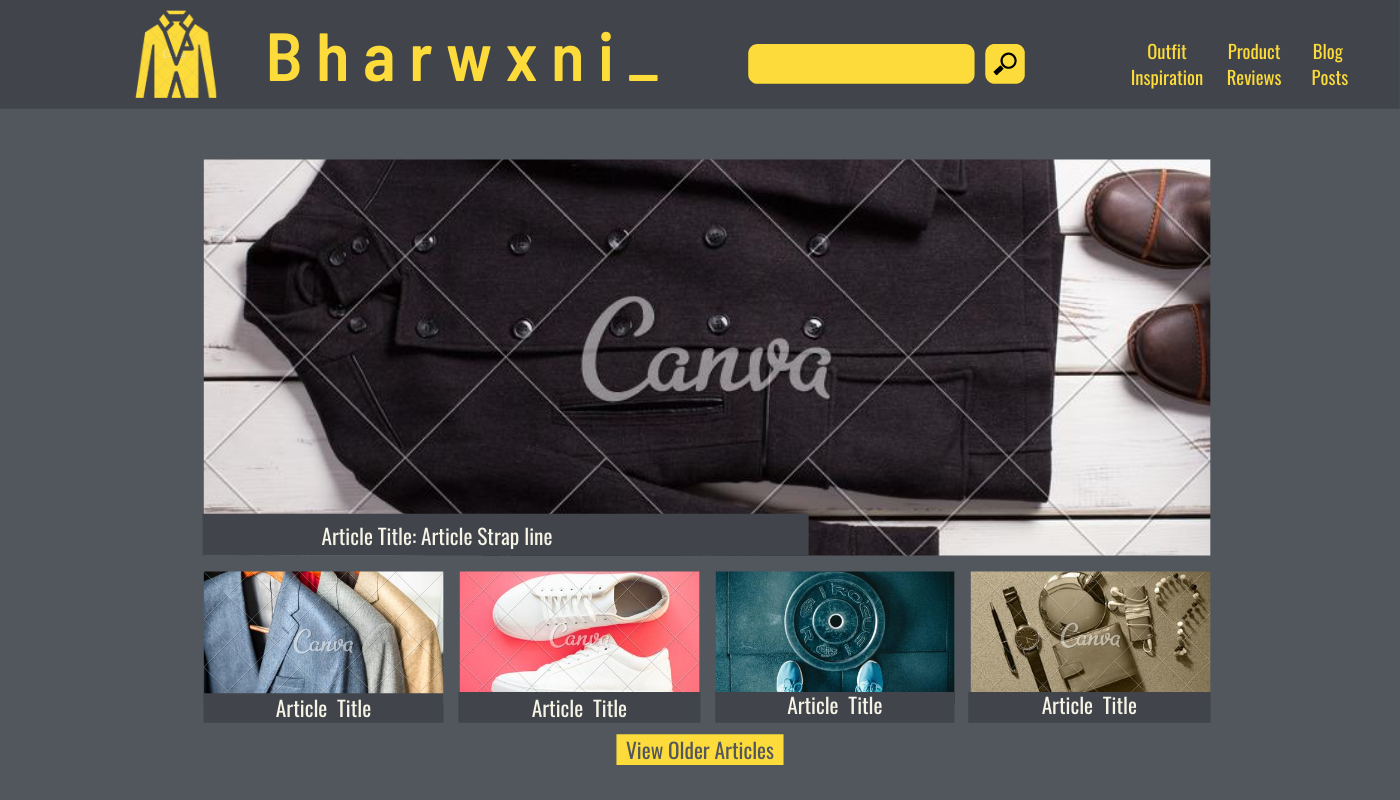 Bharwxni_
Outfit Inspiration
Product Reviews
Blog Posts
Canva
Article Title: Article Strap line
Canva
Canva
ROGUE
Canva
Article Title
Article Title
Article Title
Article Title
View Older Articles